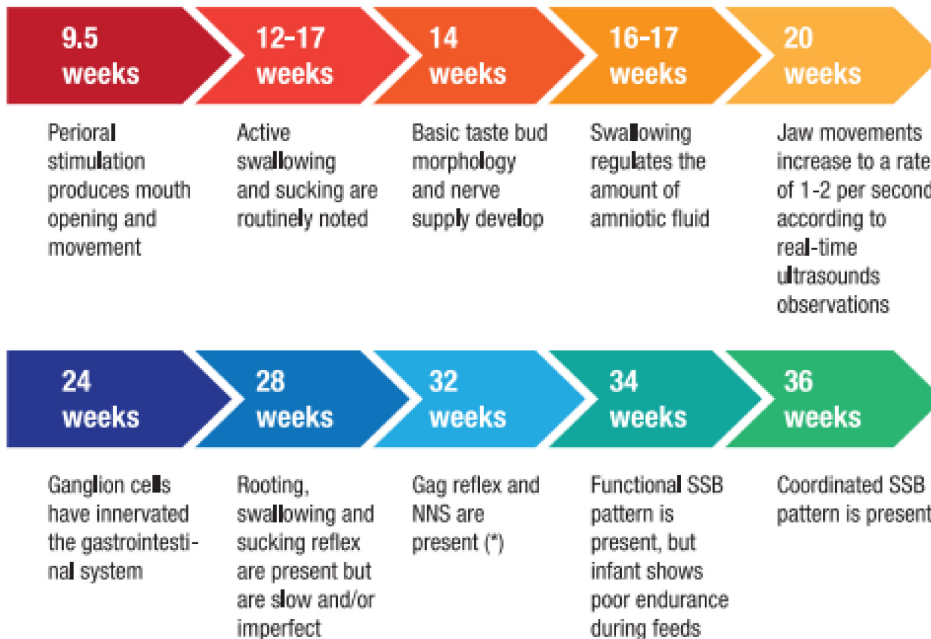 9.5
weeks
12-17
weeks
14
weeks
16-17
weeks
20
weeks
Perioral
stimulation
produces mouth
opening and
movement
Active
swallowing
and sucking are
routinely noted
Basic taste bud
morphology
and nerve
supply develop
Swallowing
regulates the
amount of
amniotic fluid
Jaw movements
increase to a rate
of 1-2 per second
according to
real-time
ultrasounds
observations
24
weeks
28
weeks
32
weeks
34
weeks
36
weeks
Ganglion cells
have innervated
the gastrointesti-
nal system
Rooting,
swallowing and
sucking reflex
are present but
are slow and/or
imperfect
Gag reflex and
NNS are
present (*)
Functional SSB
pattern is
present, but
infant shows
poor endurance
during feeds
Coordinated SSB
pattern is present